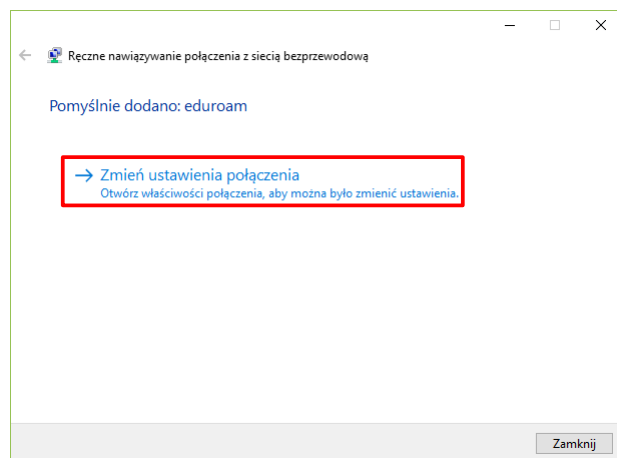 Ręczne nawiązywanie połączenia z siecią bezprzewodową
Pomyślnie dodano: eduroam
Zmień ustawienia połączenia
Otwórz właściwości połączenia, aby można było zmienić ustawienia.
Zamknij